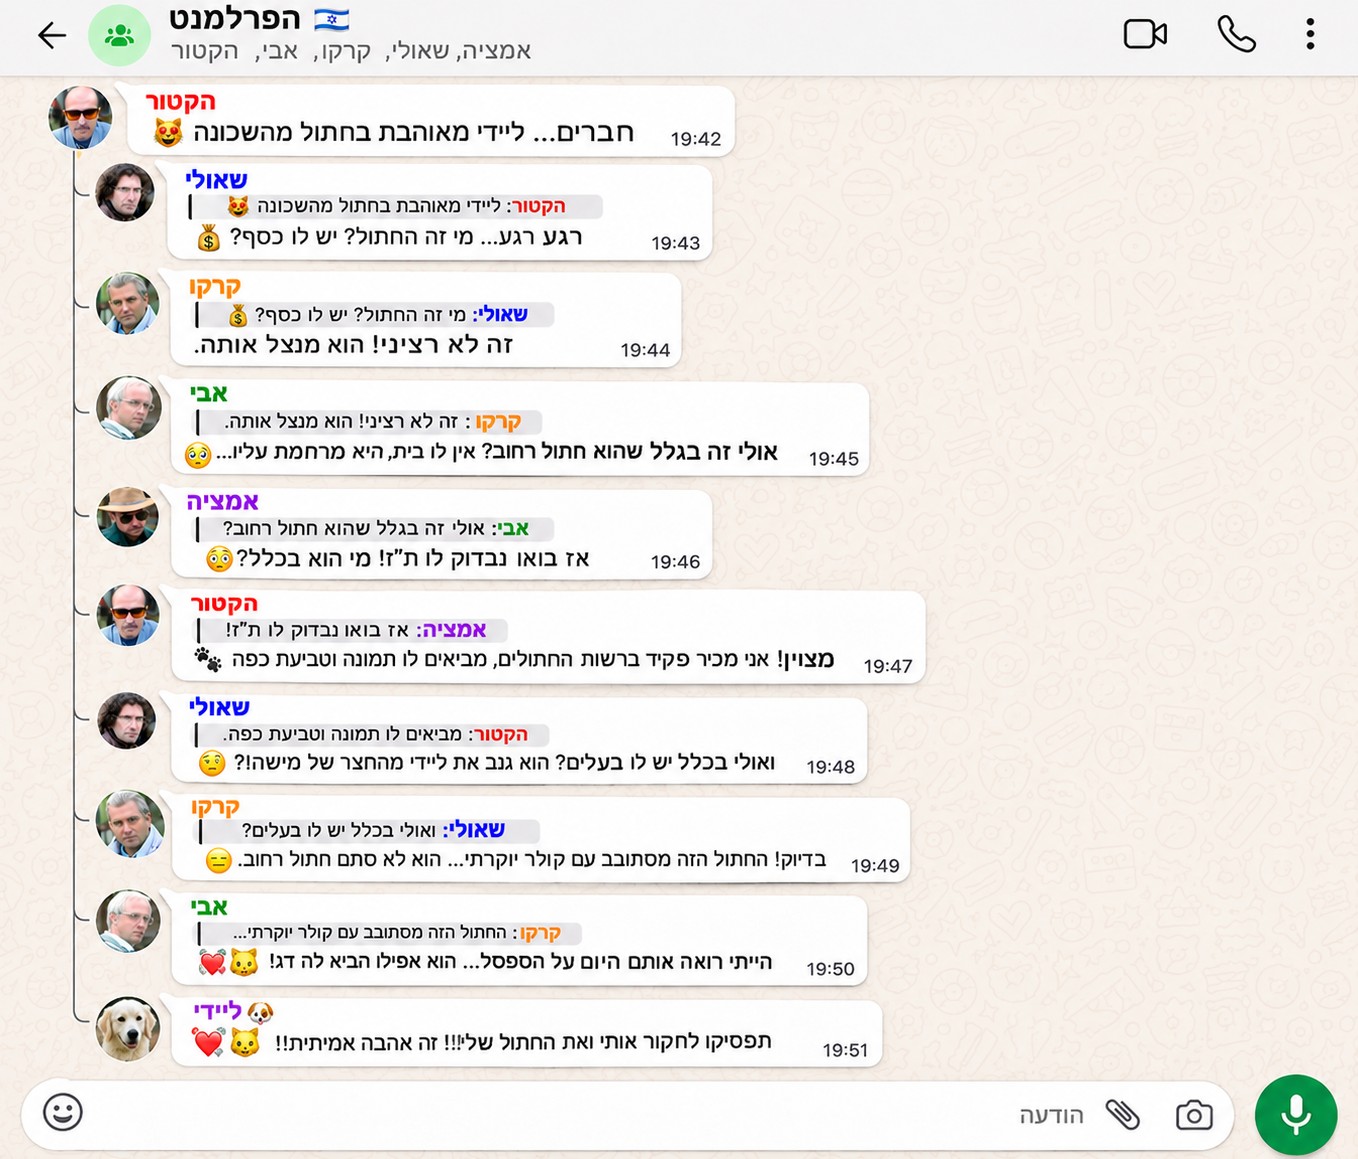 הפרלמנט 🇮🇱
אמציה, שאולי, קרקו, אבי, הקטור
הקטור
חברים... ליידי מאוהבת בחתול מהשכונה 😻
19:42
שאולי
הקטור: ליידי מאוהבת בחתול מהשכונה 😻
רגע רגע... מי זה החתול? יש לו כסף? 💰
19:43
קרקו
שאולי: מי זה החתול? יש לו כסף? 💰
זה לא רציני! הוא מנצל אותה.
19:44
אבי
קרקו: זה לא רציני! הוא מנצל אותה.
אולי זה בגלל שהוא חתול רחוב? אין לו בית, היא מרחמת עליו... 🥺
19:45
אמציה
אבי: אולי זה בגלל שהוא חתול רחוב?
אז בואו נבדוק לו ת"ז! מי הוא בכלל? 😳
19:46
הקטור
אמציה: אז בואו נבדוק לו ת"ז!
מצוין! אני מכיר פקיד ברשות החתולים, מביאים לו תמונה וטביעת כפה 🐾
19:47
שאולי
הקטור: מביאים לו תמונה וטביעת כפה.
ואולי בכלל יש לו בעלים? הוא גנב את ליידי מהחצר של מישה!? 🤨
19:48
קרקו
שאולי: ואולי בכלל יש לו בעלים?
בדיוק! החתול הזה מסתובב עם קולר יוקרתי... הוא לא סתם חתול רחוב. 😑
19:49
אבי
קרקו: החתול הזה מסתובב עם קולר יוקרתי...
הייתי רואה אותם היום על הספסל... הוא אפילו הביא לה דג! 🐱💘
19:50
🐶 ליידי
תפסיקו לחקור אותי ואת החתול שלי!!! זה אהבה אמיתית!! 🐱💘
19:51
הודעה